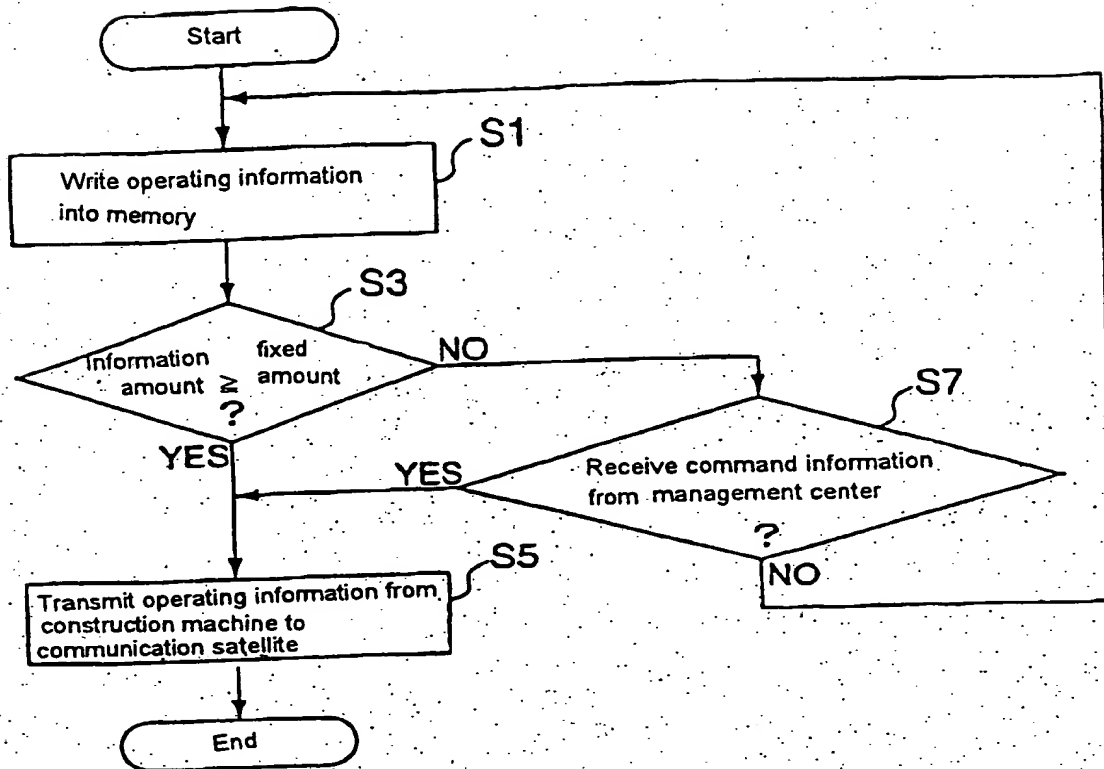 Start
S1
Write operating information
into memory
S3
Information amount ≧ fixed amount
?
NO
YES
S7
Receive command information
from management center
?
YES
NO
S5
Transmit operating information from
construction machine to
communication satellite
End